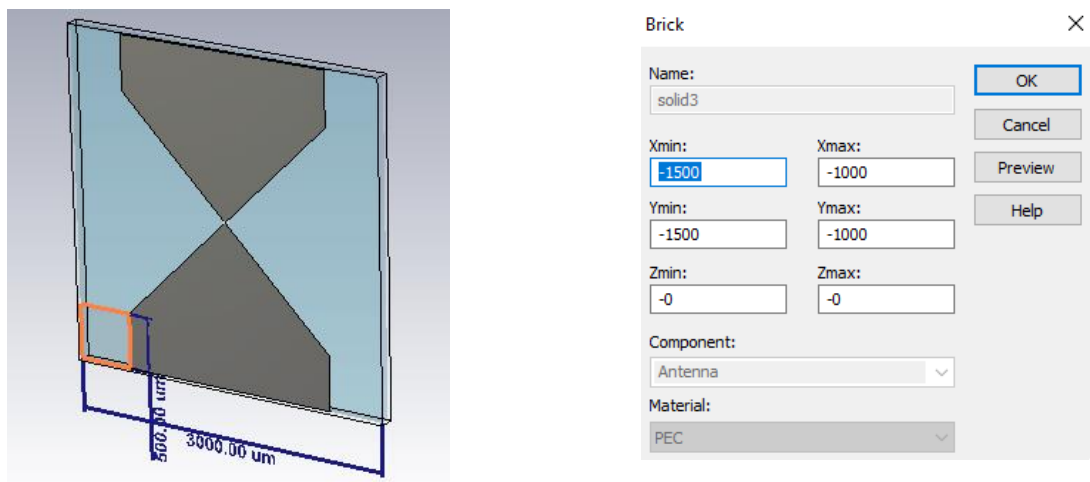 500.00 um
3000.00 um
Brick
Name:
solid3
OK
Cancel
Xmin:
Xmax:
-1500
-1000
Preview
Ymin:
Ymax:
Help
-1500
-1000
Zmin:
Zmax:
-0
-0
Component:
Antenna
Material:
PEC